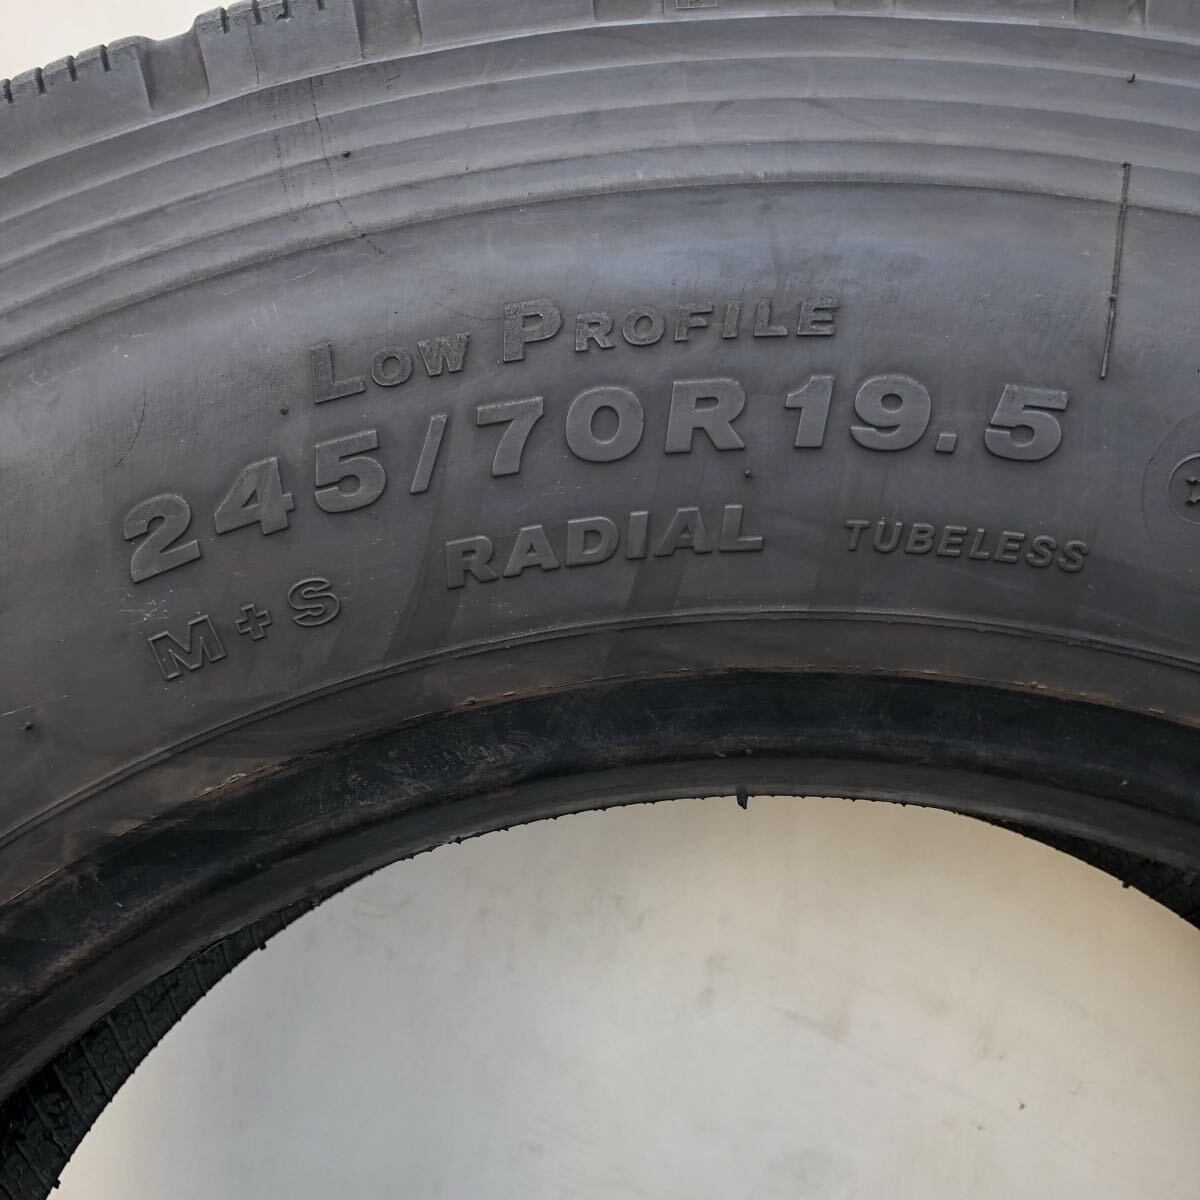 LOW PROFILE
245/70R19.5
M+S RADIAL TUBELESS